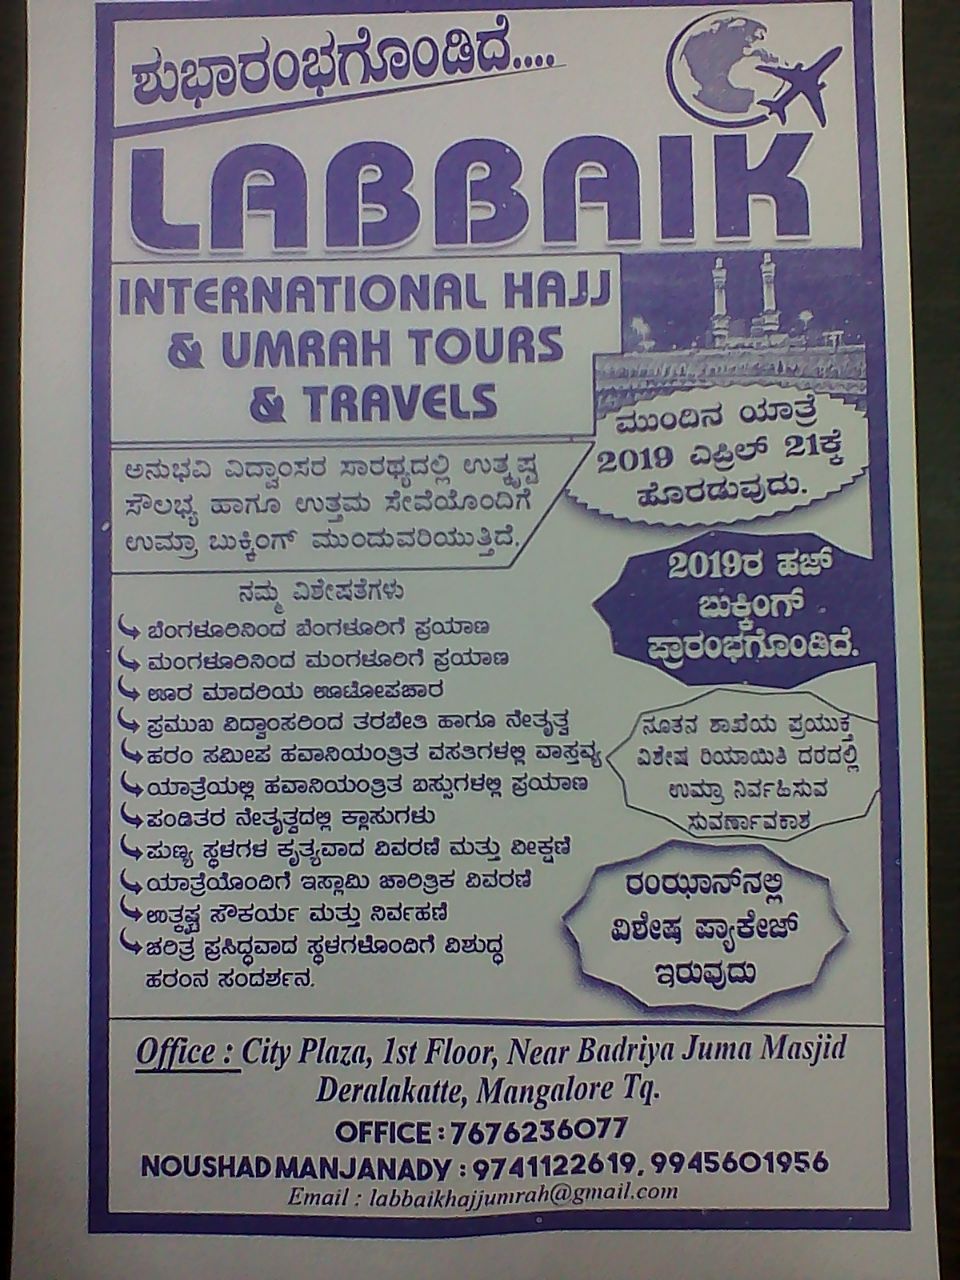 ಶುಭಾರಂಭಗೊಂಡಿದೆ....
LABBAIK
INTERNATIONAL HAJJ
& UMRAH TOURS
& TRAVELS
ಮುಂದಿನ ಯಾತ್ರೆ
2019 ಎಪ್ರಿಲ್ 21ಕ್ಕೆ
ಹೊರಡುವುದು.
ಅನುಭವಿ ವಿದ್ವಾಂಸರ ಸಾರಥ್ಯದಲ್ಲಿ ಉತ್ಕೃಷ್ಟ
ಸೌಲಭ್ಯ ಹಾಗೂ ಉತ್ತಮ ಸೇವೆಯೊಂದಿಗೆ
ಉಮ್ರಾ ಬುಕ್ಕಿಂಗ್ ಮುಂದುವರಿಯುತ್ತಿದೆ.
2019ರ ಹಜ್
ಬುಕ್ಕಿಂಗ್
ಪ್ರಾರಂಭಗೊಂಡಿದೆ.
ನಮ್ಮ ವಿಶೇಷತೆಗಳು
ಬೆಂಗಳೂರಿನಿಂದ ಬೆಂಗಳೂರಿಗೆ ಪ್ರಯಾಣ
ಮಂಗಳೂರಿನಿಂದ ಮಂಗಳೂರಿಗೆ ಪ್ರಯಾಣ
ಊರ ಮಾದರಿಯ ಊಟೋಪಚಾರ
ಪ್ರಮುಖ ವಿದ್ವಾಂಸರಿಂದ ತರಬೇತಿ ಹಾಗೂ ನೇತೃತ್ವ
ಹರಂ ಸಮೀಪ ಹವಾನಿಯಂತ್ರಿತ ವಸತಿಗಳಲ್ಲಿ ವಾಸ್ತವ್ಯ
ಯಾತ್ರೆಯಲ್ಲಿ ಹವಾನಿಯಂತ್ರಿತ ಬಸ್ಸುಗಳಲ್ಲಿ ಪ್ರಯಾಣ
ಪಂಡಿತರ ನೇತೃತ್ವದಲ್ಲಿ ಕ್ಲಾಸುಗಳು
ಪುಣ್ಯ ಸ್ಥಳಗಳ ಕೃತ್ಯವಾದ ವಿವರಣೆ ಮತ್ತು ವೀಕ್ಷಣೆ
ಯಾತ್ರೆಯೊಂದಿಗೆ ಇಸ್ಲಾಮಿ ಚಾರಿತ್ರಿಕ ವಿವರಣೆ
ಉತ್ಕೃಷ್ಟ ಸೌಕರ್ಯ ಮತ್ತು ನಿರ್ವಹಣೆ
ಚರಿತ್ರ ಪ್ರಸಿದ್ಧವಾದ ಸ್ಥಳಗಳೊಂದಿಗೆ ವಿಶುದ್ಧ
ಹರಂನ ಸಂದರ್ಶನ.
ನೂತನ ಶಾಖೆಯ ಪ್ರಯುಕ್ತ
ವಿಶೇಷ ರಿಯಾಯಿತಿ ದರದಲ್ಲಿ
ಉಮ್ರಾ ನಿರ್ವಹಿಸುವ
ಸುವರ್ಣಾವಕಾಶ
ರಂಝಾನ್‌ನಲ್ಲಿ
ವಿಶೇಷ ಪ್ಯಾಕೇಜ್
ಇರುವುದು
Office : City Plaza, 1st Floor, Near Badriya Juma Masjid
Deralakatte, Mangalore Tq.
OFFICE : 7676236077
NOUSHAD MANJANADY : 9741122619, 9945601956
Email : labbaikhajjumrah@gmail.com